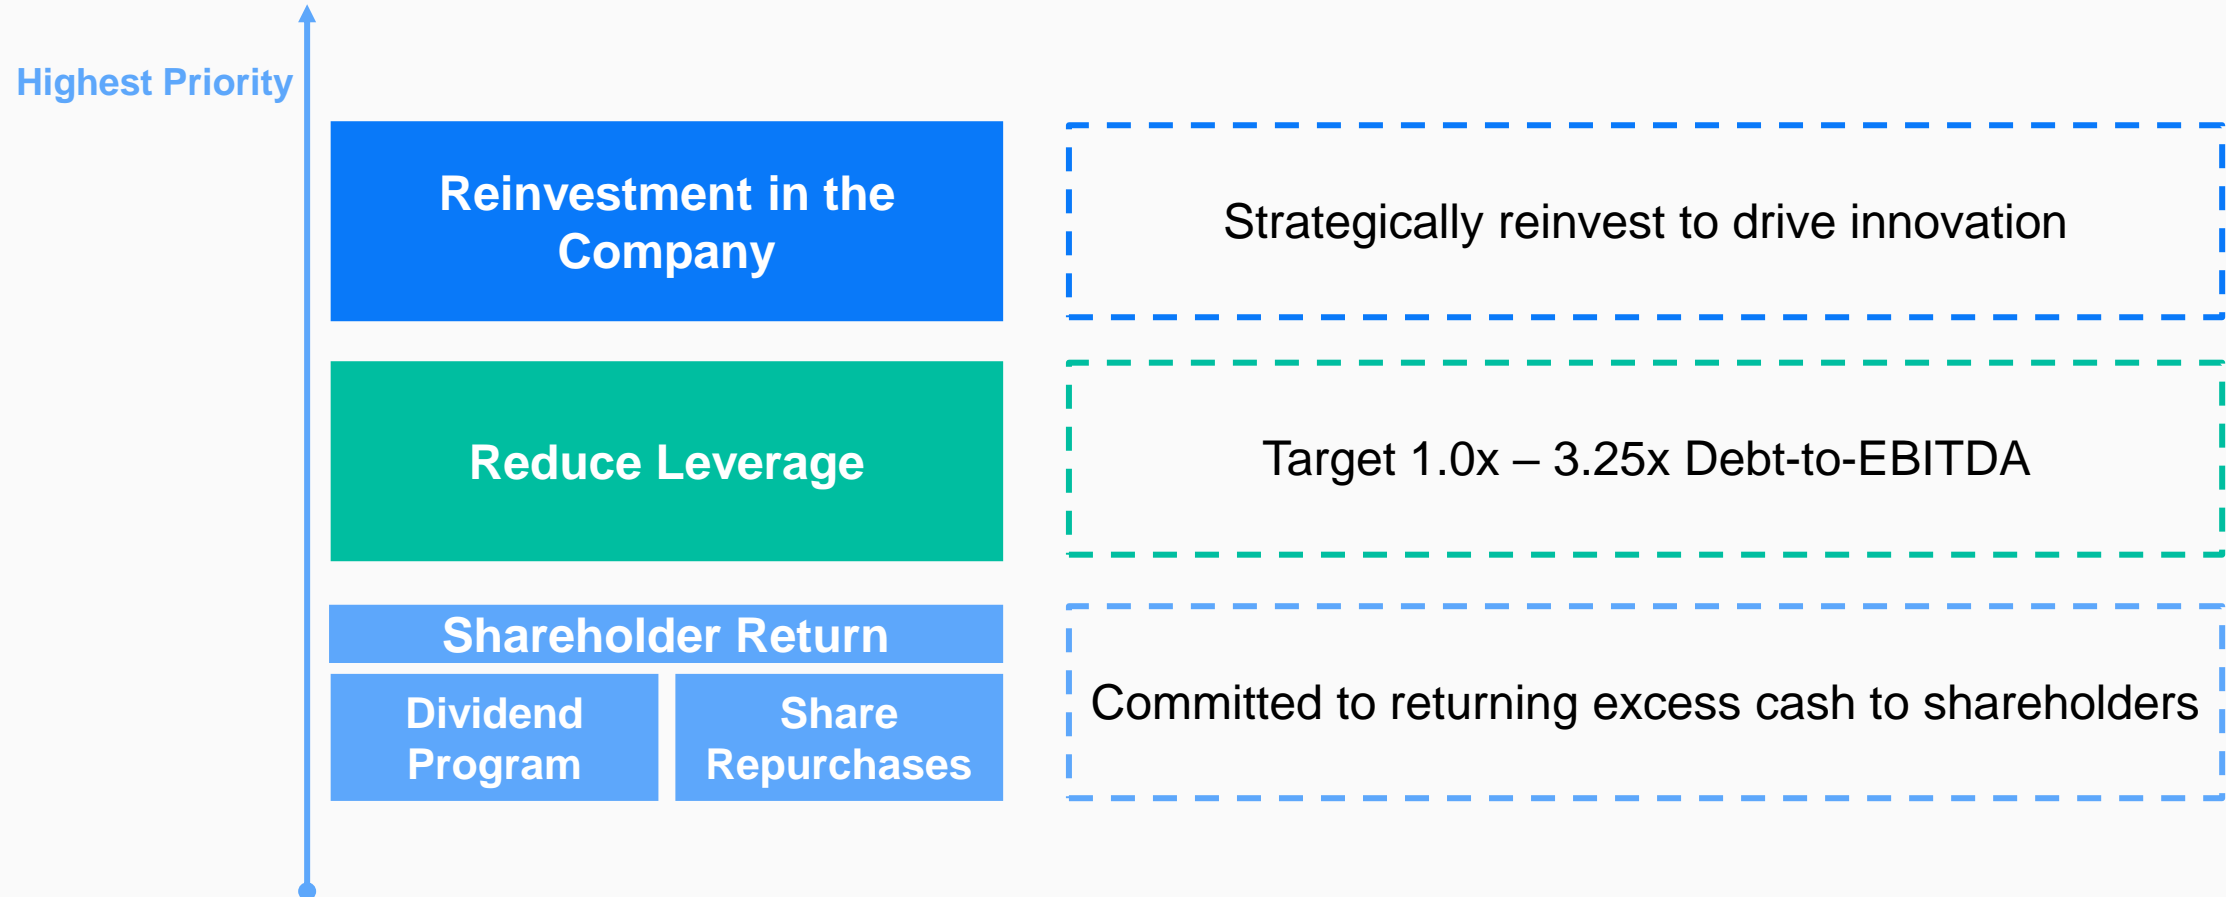 Highest Priority
Reinvestment in the
Company
Strategically reinvest to drive innovation
Reduce Leverage
Target 1.0x – 3.25x Debt-to-EBITDA
Shareholder Return
Dividend
Program
Share
Repurchases
Committed to returning excess cash to shareholders